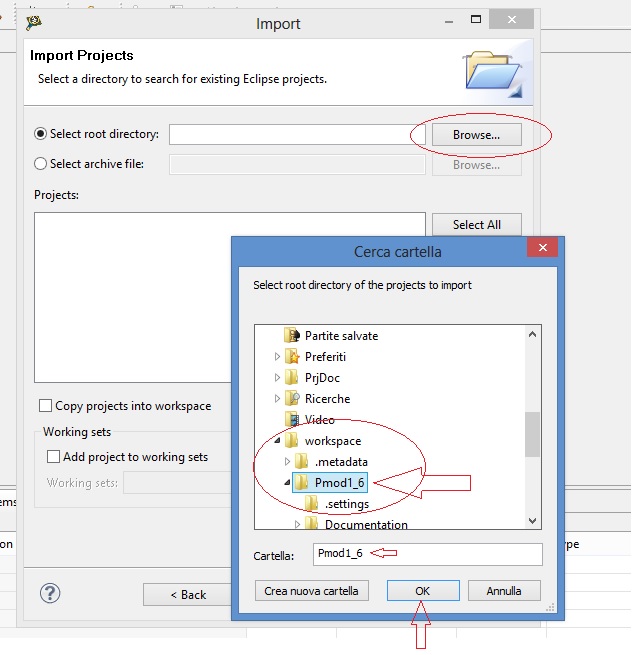 Import
Import Projects
Select a directory to search for existing Eclipse projects.
Select root directory:
Browse...
Select archive file:
Browse...
Projects:
Select All
Cerca cartella
Select root directory of the projects to import
Partite salvate
Preferiti
PrjDoc
Ricerche
Video
workspace
.metadata
Pmod1_6
.settings
Documentation
Cartella:
Pmod1_6
Crea nuova cartella
OK
Annulla
Copy projects into workspace
Working sets
Add project to working sets
Working sets:
< Back
ems
on